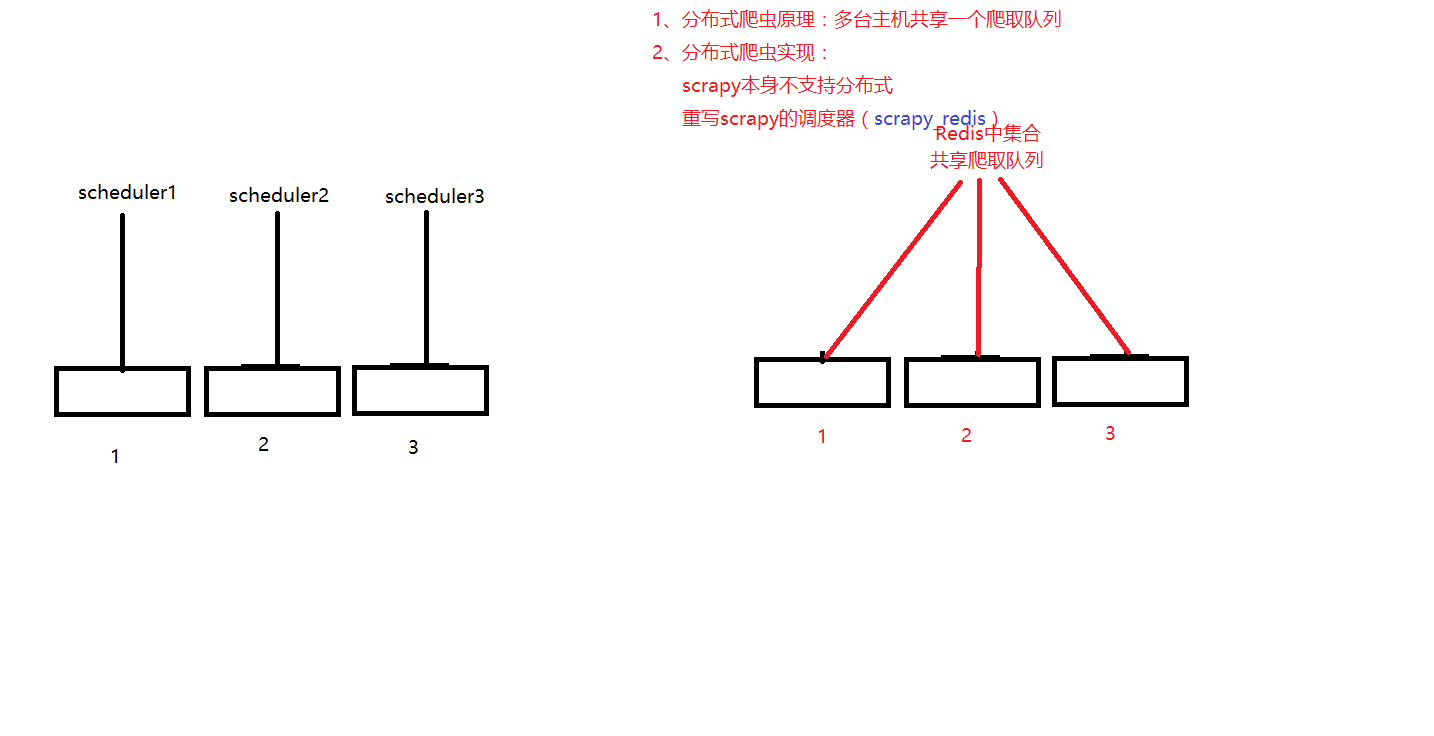 1、分布式爬虫原理：多台主机共享一个爬取队列
2、分布式爬虫实现：
scrapy本身不支持分布式
重写scrapy的调度器（scrapy_redis）
Redis中集合
共享爬取队列
scheduler1
scheduler2
scheduler3
1
2
3
1
2
3